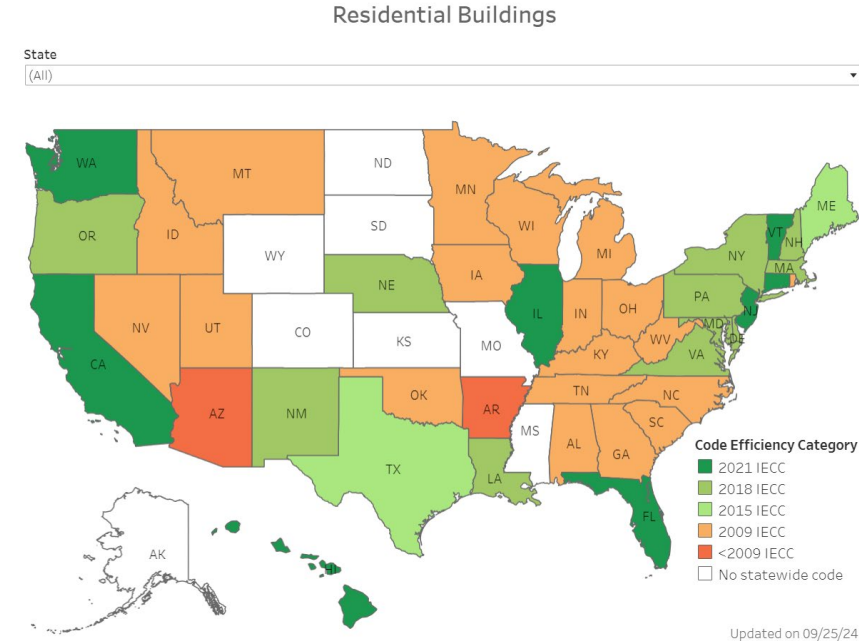 Residential Buildings
State
(All)
WA
MT
ND
MN
ME
OR
ID
SD
WI
VT
NH
WY
MI
NY
MA
IA
NE
PA
NV
UT
CO
IL
IN
OH
NJ
KS
MO
WV
MD
DE
CA
KY
VA
OK
TN
NC
AZ
NM
AR
MS
SC
AL
GA
TX
LA
FL
AK
HI
Code Efficiency Category
2021 IECC
2018 IECC
2015 IECC
2009 IECC
<2009 IECC
No statewide code
Updated on 09/25/24